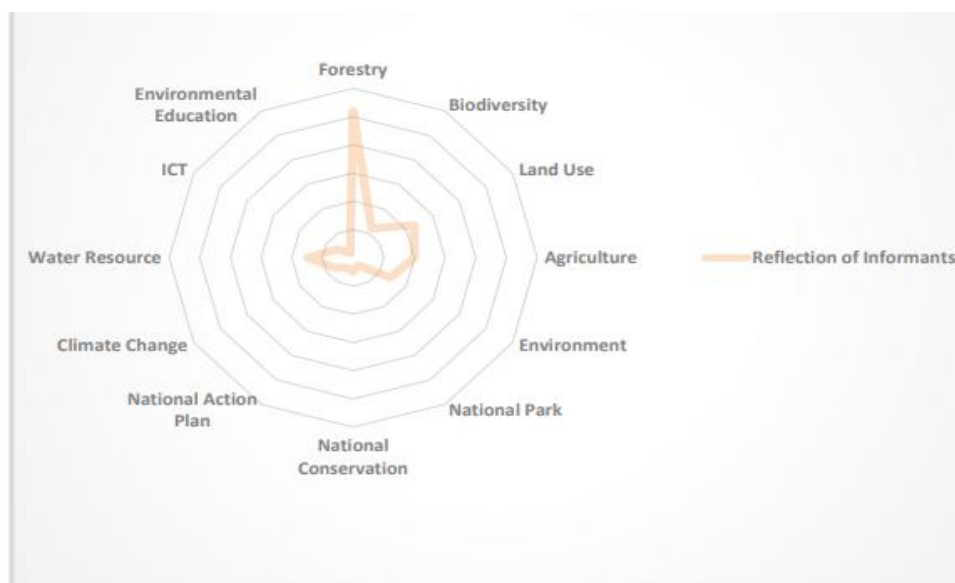 Forestry
Biodiversity
Land Use
Agriculture
Environment
National Park
National
Conservation
National Action
Plan
Climate Change
Water Resource
ICT
Environmental
Education
Reflection of Informants